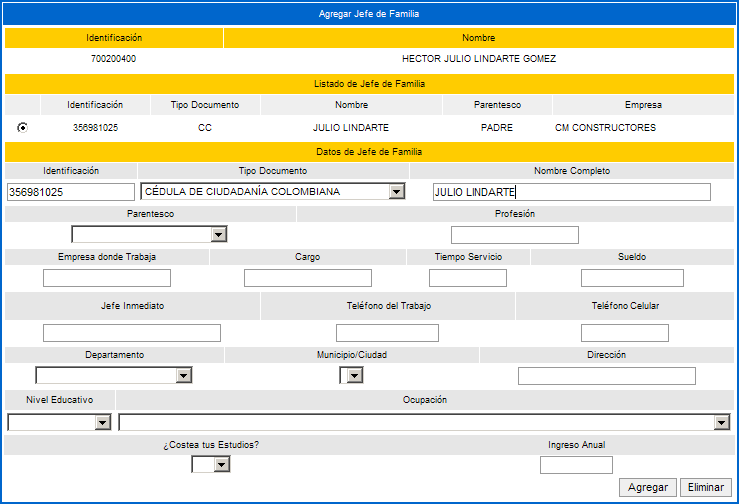 Agregar Jefe de Familia
Identificación Nombre
700200400 HECTOR JULIO LINDARTE GOMEZ
Listado de Jefe de Familia
Identificación Tipo Documento Nombre Parentesco Empresa
356981025 CC JULIO LINDARTE PADRE CM CONSTRUCTORES
Datos de Jefe de Familia
Identificación Tipo Documento Nombre Completo
356981025 CÉDULA DE CIUDADANÍA COLOMBIANA JULIO LINDARTE
Parentesco Profesión
Empresa donde Trabaja Cargo Tiempo Servicio Sueldo
Jefe Inmediato Teléfono del Trabajo Teléfono Celular
Departamento Municipio/Ciudad Dirección
Nivel Educativo Ocupación
¿Costea tus Estudios? Ingreso Anual
Agregar Eliminar